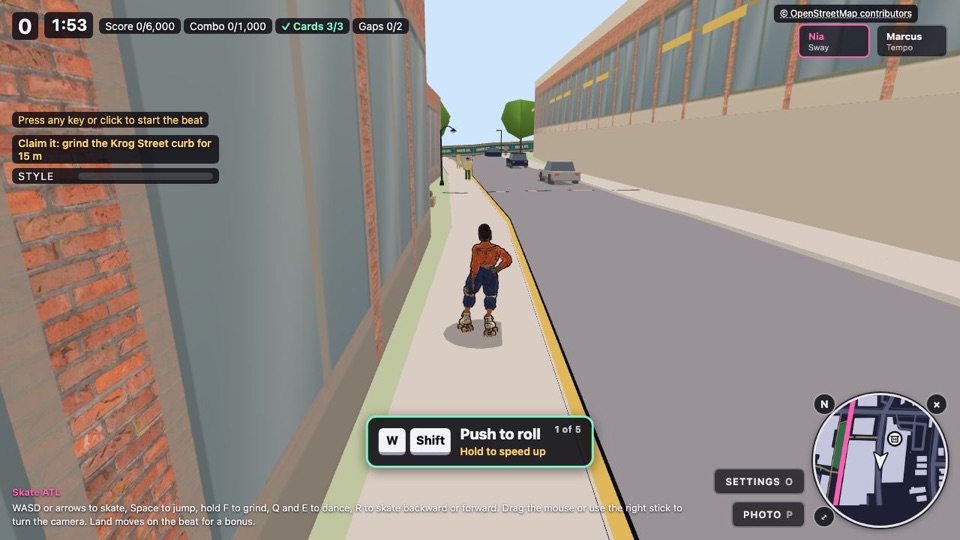 0
1:53
Score 0/6,000
Combo 0/1,000
✓ Cards 3/3
Gaps 0/2
© OpenStreetMap contributors
Nia
Sway
Marcus
Tempo
Press any key or click to start the beat
Claim it: grind the Krog Street curb for
15 m
STYLE
W
Shift
Push to roll
1 of 5
Hold to speed up
N
×
SETTINGS O
PHOTO P
Skate ATL
WASD or arrows to skate, Space to jump, hold F to grind, Q and E to dance, R to skate backward or forward. Drag the mouse or use the right stick to
turn the camera. Land moves on the beat for a bonus.